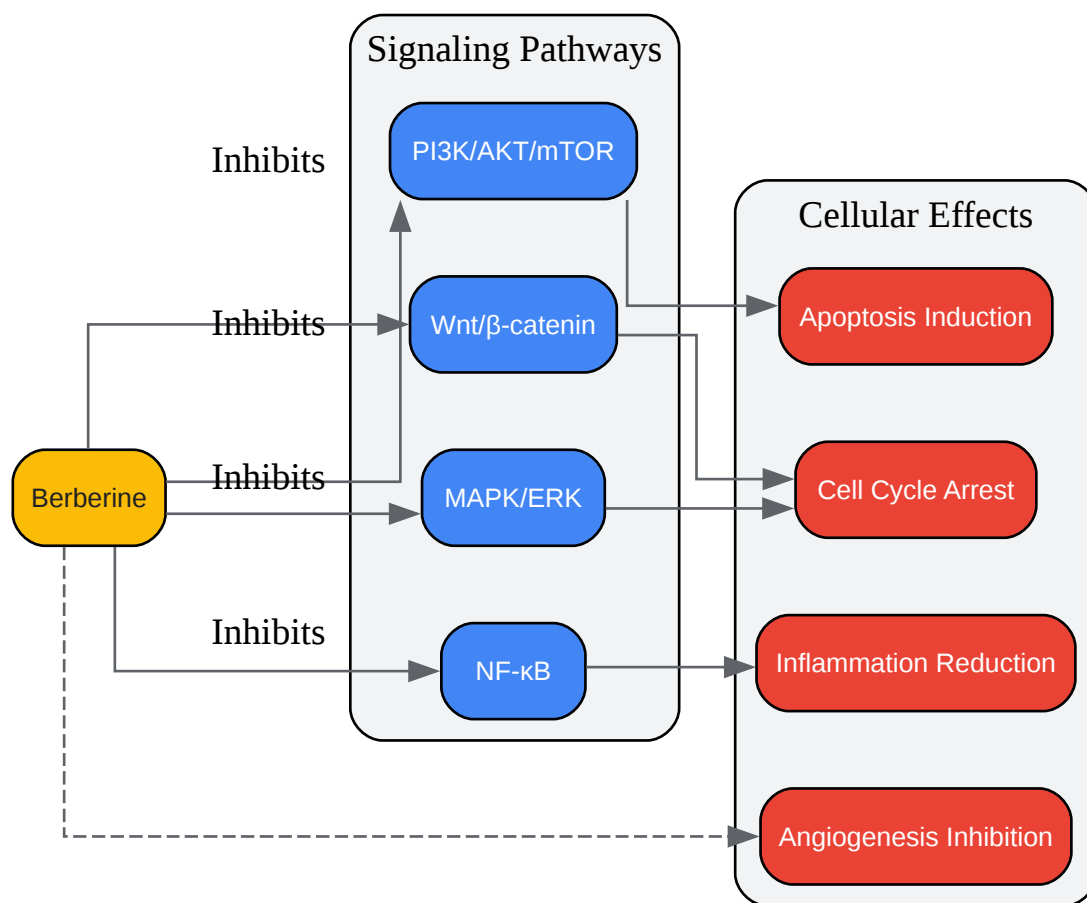 Signaling Pathways
Inhibits
PI3K/AKT/mTOR
Cellular Effects
Inhibits
Wnt/β-catenin
Apoptosis Induction
Berberine
Inhibits
MAPK/ERK
Cell Cycle Arrest
Inhibits
NF-κB
Inflammation Reduction
Angiogenesis Inhibition